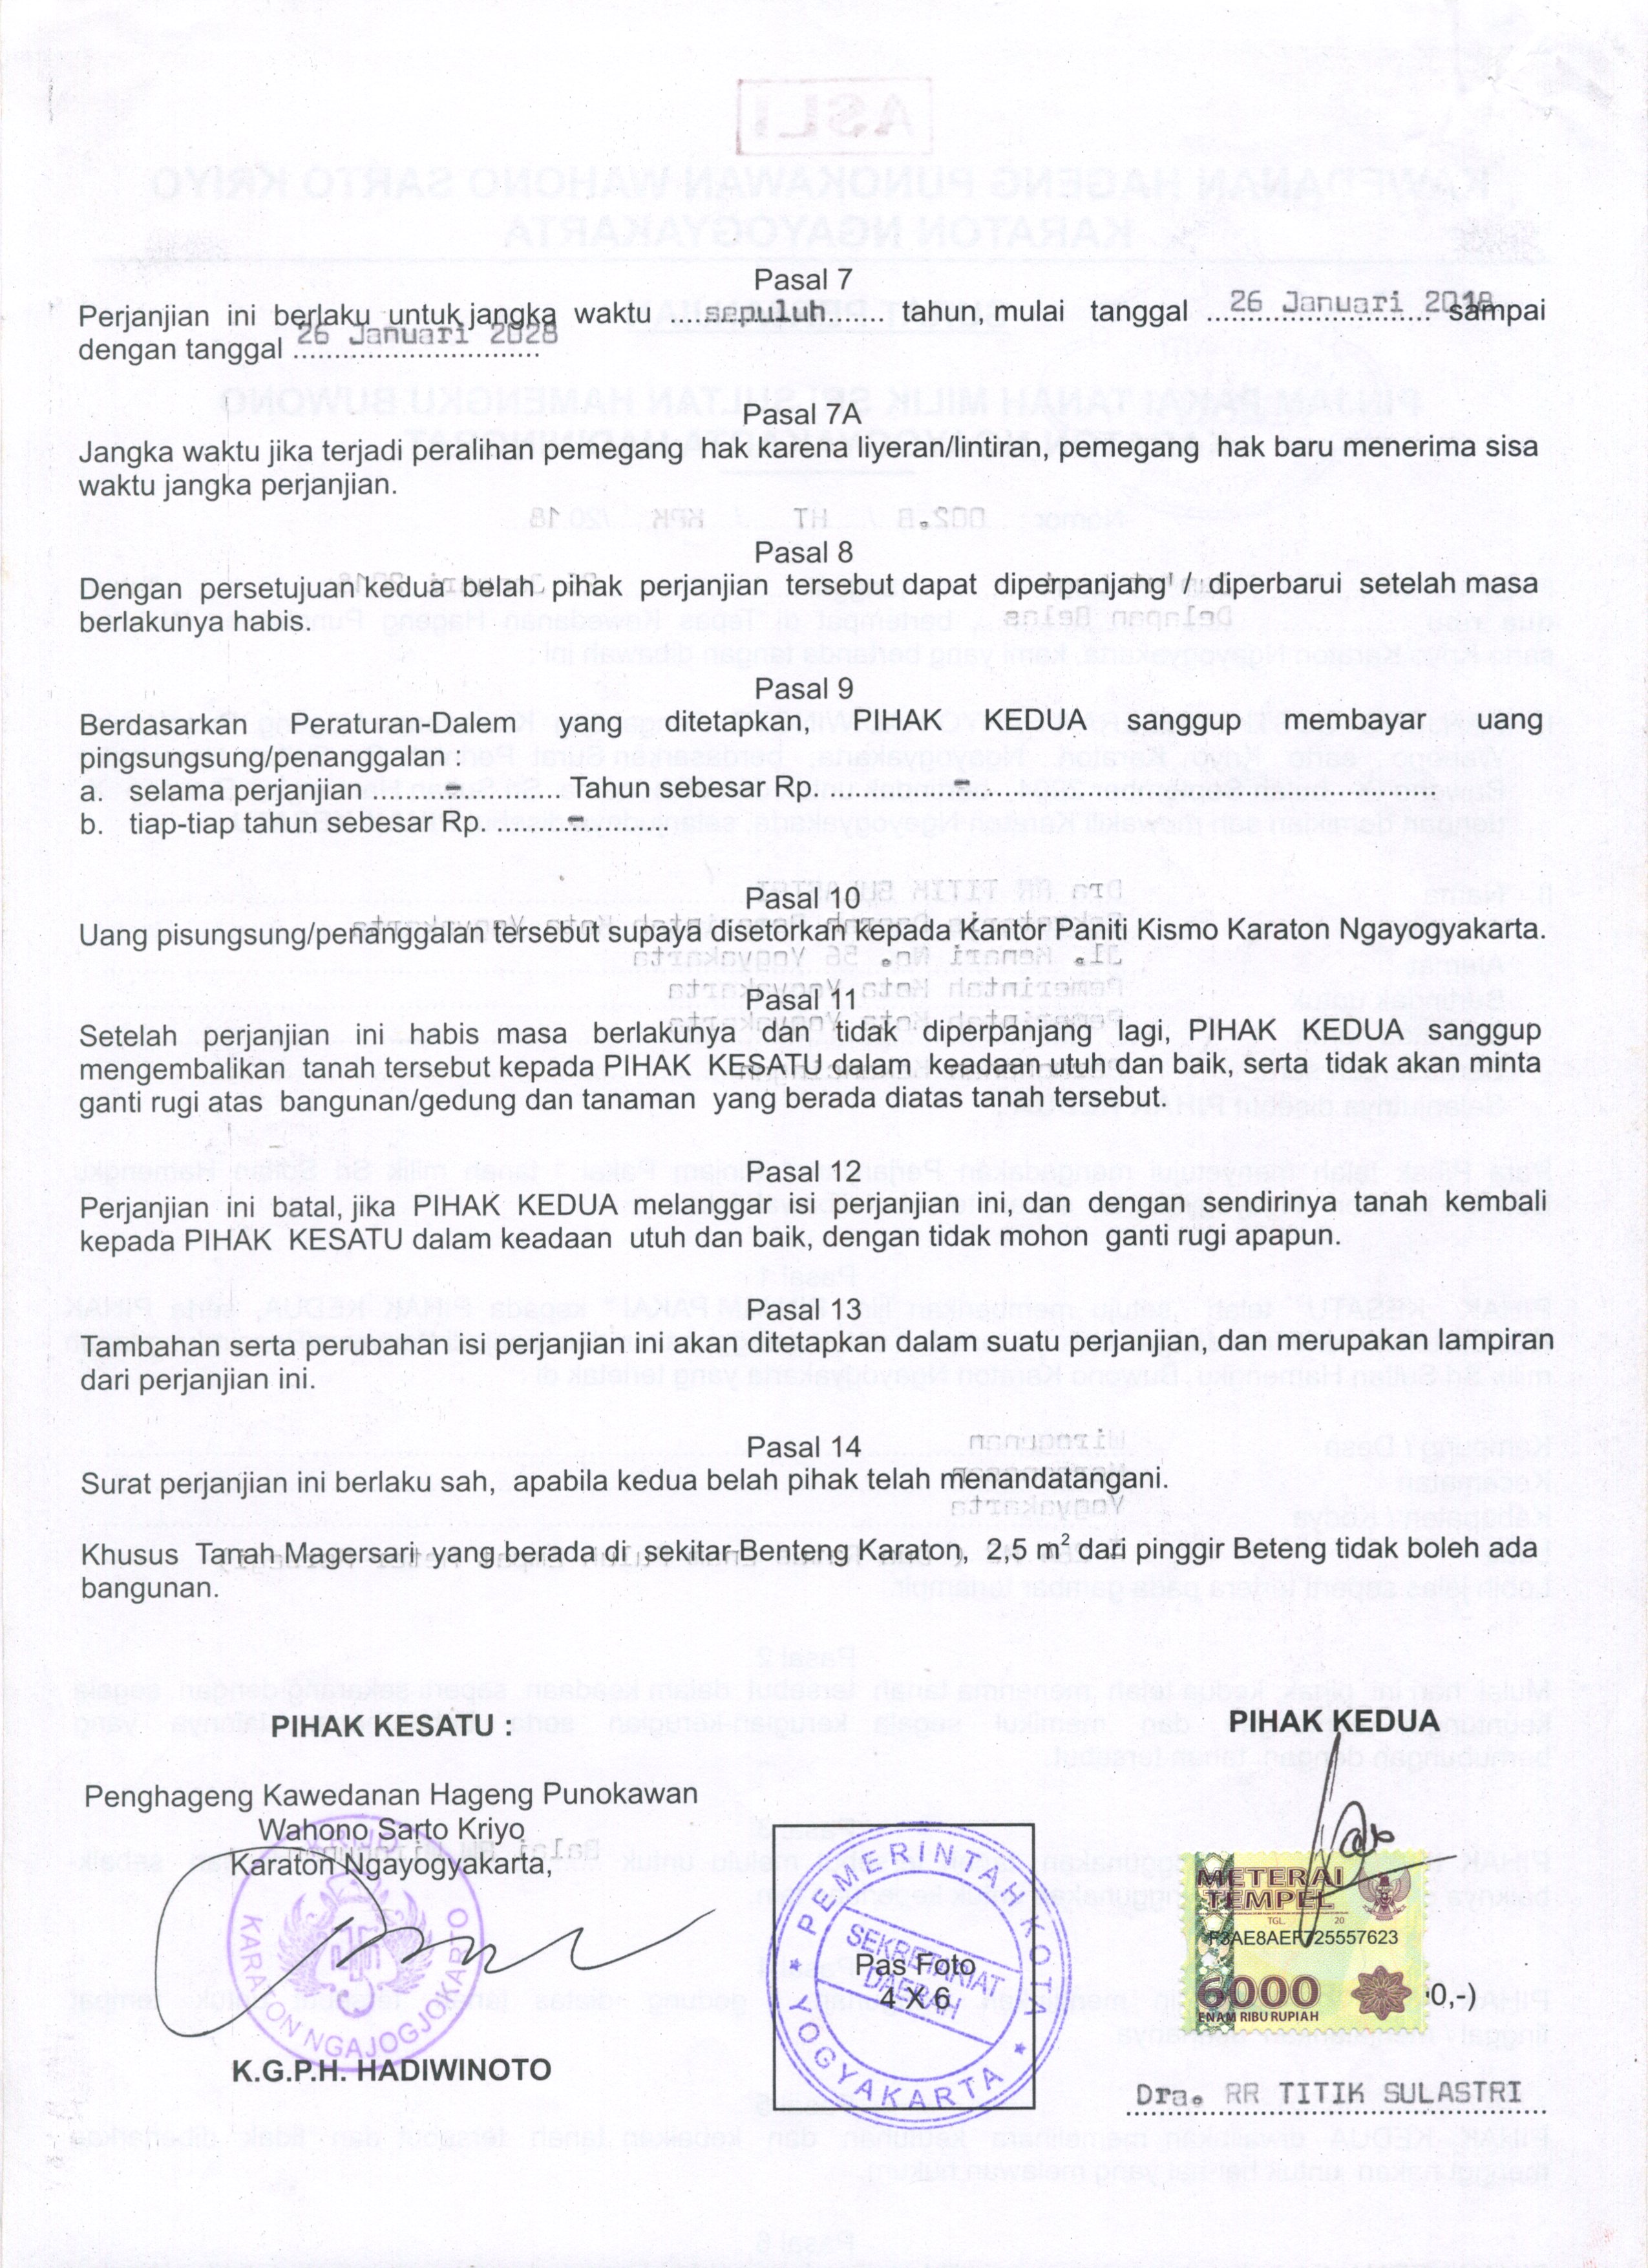 Pasal 7
Perjanjian ini berlaku untuk jangka waktu ....sepuluh...... tahun, mulai tanggal ...26 Januari 2018 sampai
dengan tanggal 26 Januari 2028
Pasal 7A
Jangka waktu jika terjadi peralihan pemegang hak karena liyeran/lintiran, pemegang hak baru menerima sisa
waktu jangka perjanjian.
Pasal 8
Dengan persetujuan kedua belah pihak perjanjian tersebut dapat diperpanjang / diperbarui setelah masa
berlakunya habis.
Pasal 9
Berdasarkan Peraturan-Dalem yang ditetapkan, PIHAK KEDUA sanggup membayar uang
pingsungsung/penanggalan :
a. selama perjanjian .........-............ Tahun sebesar Rp. ................-................
b. tiap-tiap tahun sebesar Rp. .........-..........
Pasal 10
Uang pisungsung/penanggalan tersebut supaya disetorkan kepada Kantor Paniti Kismo Karaton Ngayogyakarta.
Pasal 11
Setelah perjanjian ini habis masa berlakunya dan tidak diperpanjang lagi, PIHAK KEDUA sanggup
mengembalikan tanah tersebut kepada PIHAK KESATU dalam keadaan utuh dan baik, serta tidak akan minta
ganti rugi atas bangunan/gedung dan tanaman yang berada diatas tanah tersebut.
Pasal 12
Perjanjian ini batal, jika PIHAK KEDUA melanggar isi perjanjian ini, dan dengan sendirinya tanah kembali
kepada PIHAK KESATU dalam keadaan utuh dan baik, dengan tidak mohon ganti rugi apapun.
Pasal 13
Tambahan serta perubahan isi perjanjian ini akan ditetapkan dalam suatu perjanjian, dan merupakan lampiran
dari perjanjian ini.
Pasal 14
Surat perjanjian ini berlaku sah, apabila kedua belah pihak telah menandatangani.
Khusus Tanah Magersari yang berada di sekitar Benteng Karaton, 2,5 m² dari pinggir Beteng tidak boleh ada
bangunan.
PIHAK KESATU :
PIHAK KEDUA
Penghageng Kawedanan Hageng Punokawan
Wahono Sarto Kriyo
Karaton Ngayogyakarta,
KRIJO
KARATON NGAJOGJOKARTO
K.G.P.H. HADIWINOTO
PEMERINTAH KOTA
SEKRETARIAT
DAERAH
YOGYAKARTA
Pas Foto
4 X 6
METERAI
TEMPEL
TGL. 20
F3AE8AEF725557623
6000
ENAM RIBU RUPIAH
0,-)
Dra. RR TITIK SULASTRI